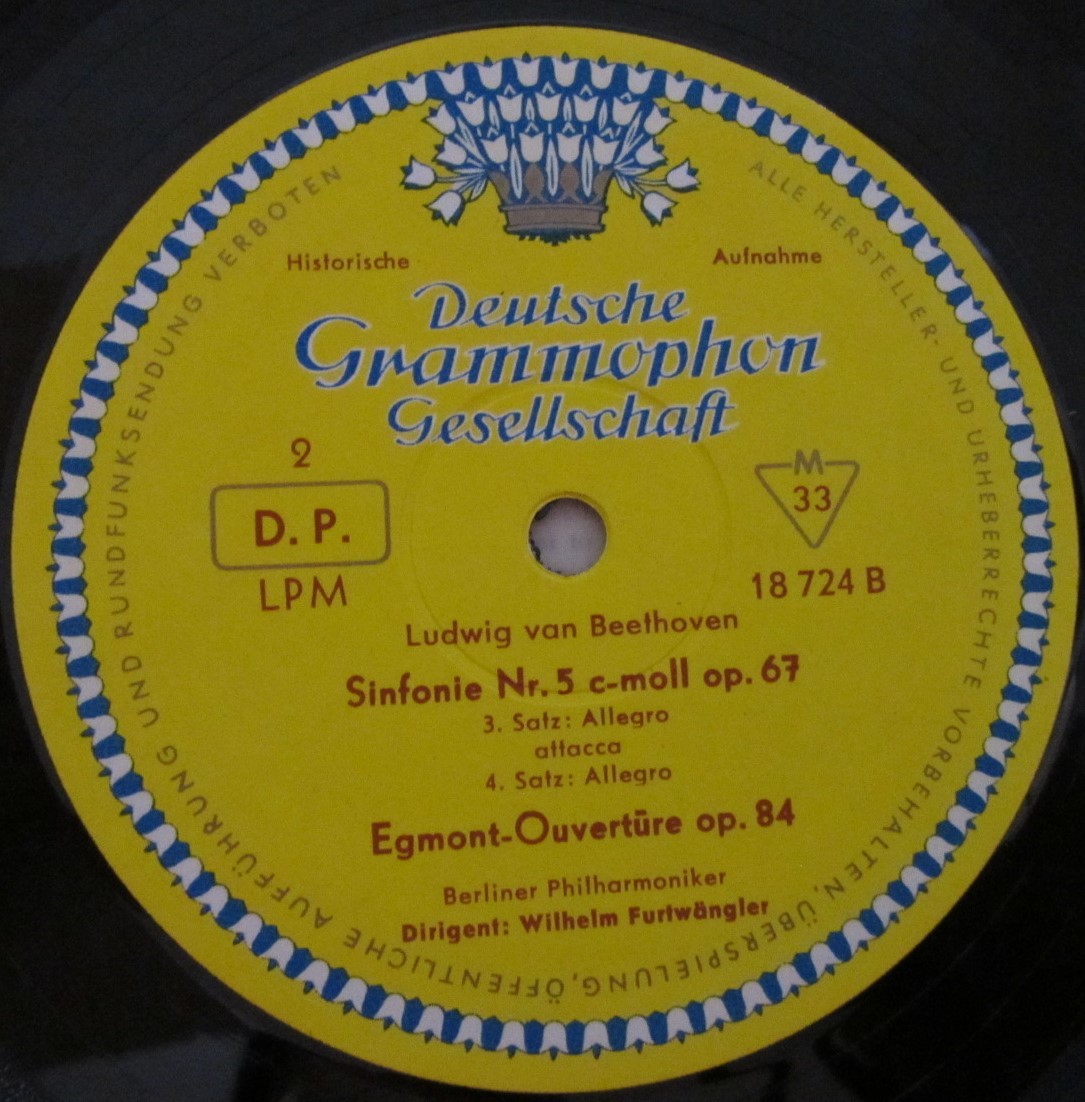 Historische Aufnahme
Deutsche
Grammophon
Gesellschaft
2
D. P.
LPM
M
33
18 724 B
Ludwig van Beethoven
Sinfonie Nr. 5 c-moll op. 67
3. Satz: Allegro
attacca
4. Satz: Allegro
Egmont-Ouvertüre op. 84
Berliner Philharmoniker
Dirigent: Wilhelm Furtwängler
ALLE HERSTELLER- UND URHEBERRECHTE VORBEHALTEN, ÜBERSPIELUNG, ÖFFENTLICHE AUFFÜHRUNG UND RUNDFUNKSENDUNG VERBOTEN